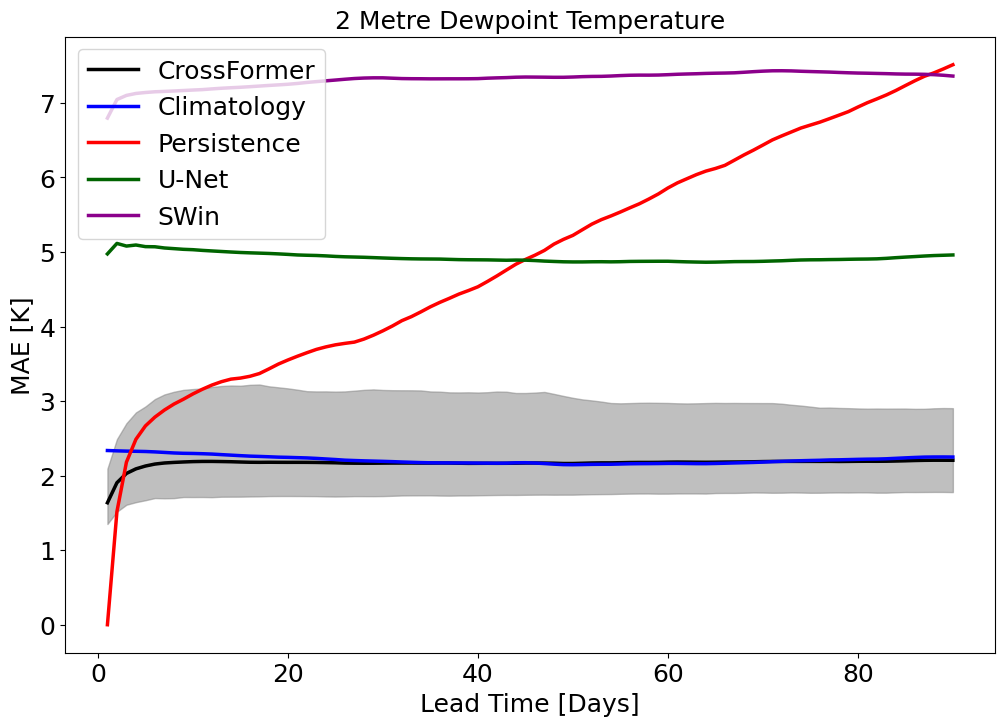 2 Metre Dewpoint Temperature
CrossFormer
Climatology
Persistence
U-Net
SWin
MAE [K]
7
6
5
4
3
2
1
0
0 20 40 60 80
Lead Time [Days]